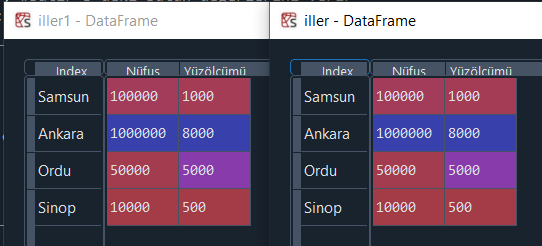 iller1 - DataFrame
Index Nüfus Yüzölcümü
Samsun 100000 1000
Ankara 1000000 8000
Ordu 50000 5000
Sinop 10000 500
iller - DataFrame
Index Nüfus Yüzölcümü
Samsun 100000 1000
Ankara 1000000 8000
Ordu 50000 5000
Sinop 10000 500